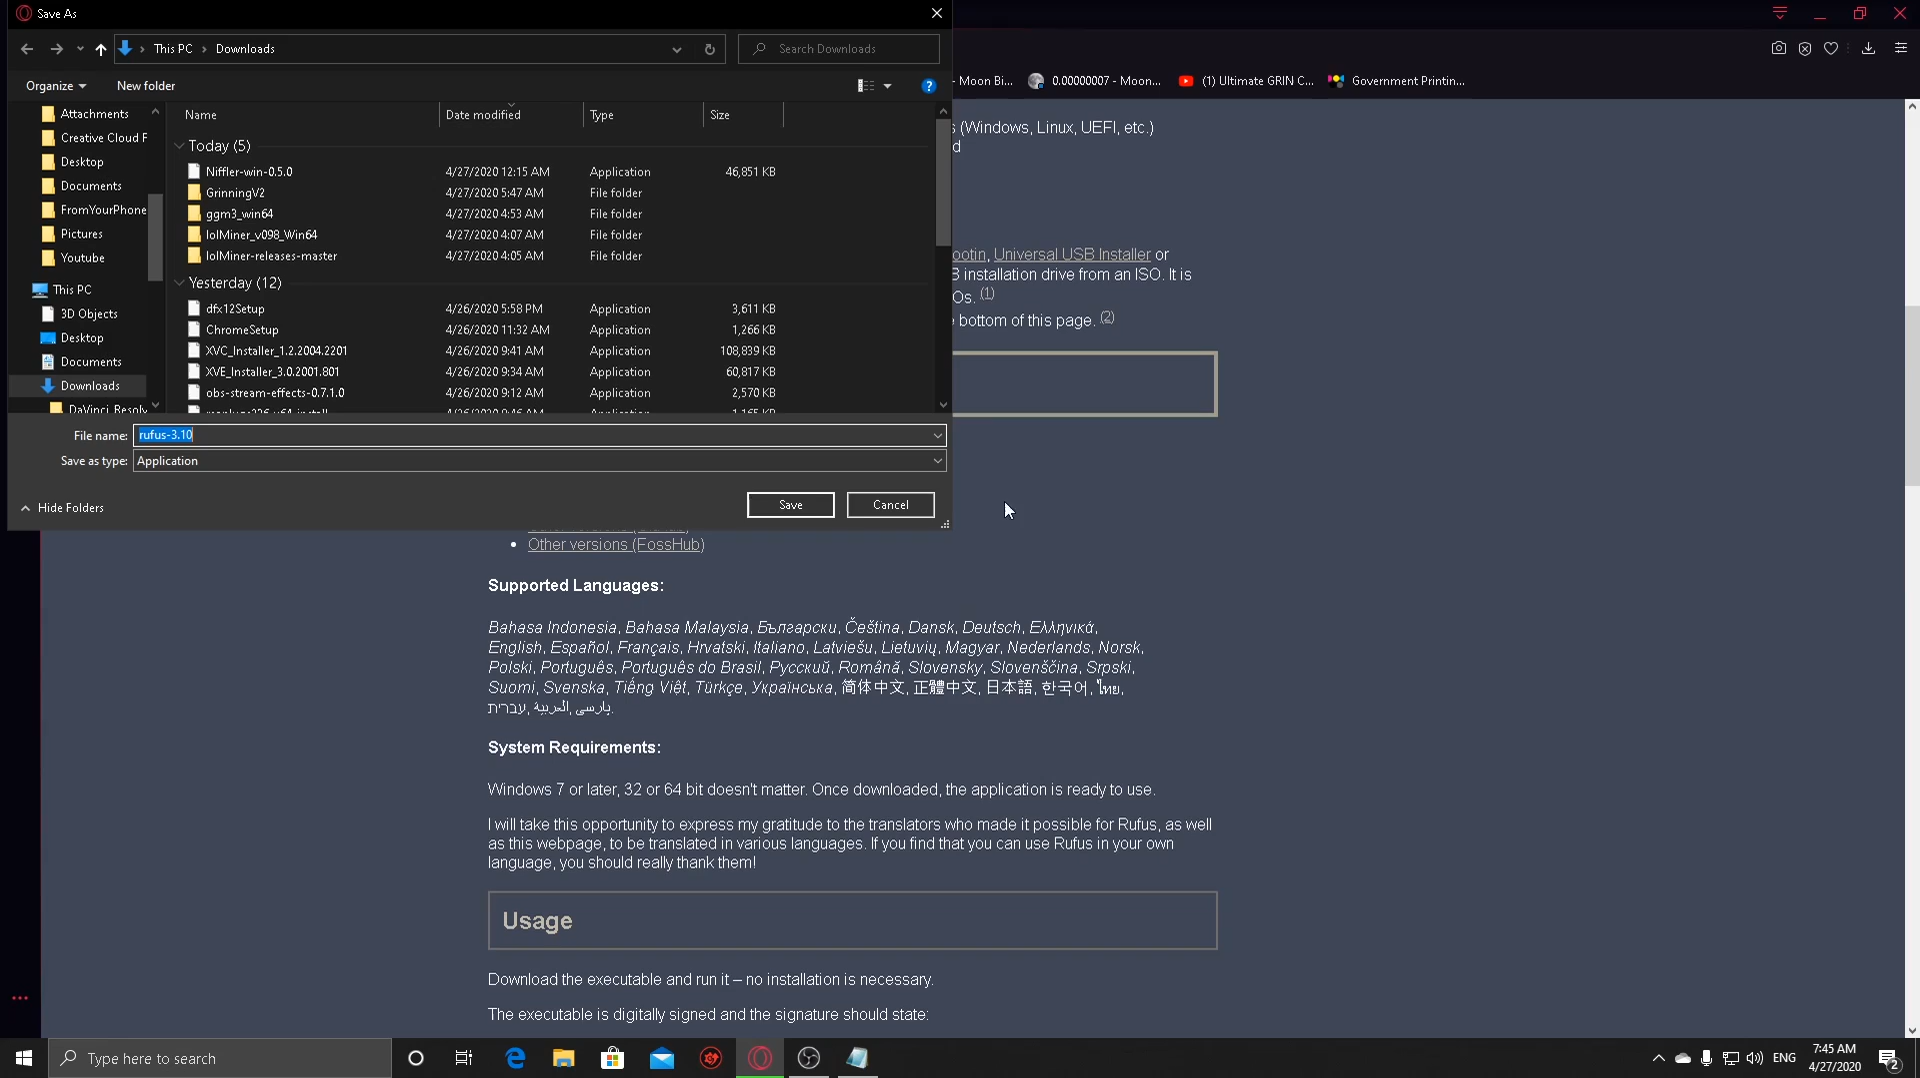 Save As
This PC > Downloads
Search Downloads
Organize
New folder
- Moon Bi...
0.00000007 - Moon...
(1) Ultimate GRIN C...
Government Printin...
Attachments
Creative Cloud F
Desktop
Documents
FromYourPhone
Pictures
Youtube
This PC
3D Objects
Desktop
Documents
Downloads
Name Date modified Type Size
Today (5)
Niffler-win-0.5.0 4/27/2020 12:15 AM Application 46,851 KB
GrinningV2 4/27/2020 5:47 AM File folder
ggm3_win64 4/27/2020 4:53 AM File folder
lolMiner_v098_Win64 4/27/2020 4:07 AM File folder
lolMiner-releases-master 4/27/2020 4:05 AM File folder
Yesterday (12)
dfx12Setup 4/26/2020 5:58 PM Application 3,611 KB
ChromeSetup 4/26/2020 11:32 AM Application 1,266 KB
XVC_Installer_1.2.2004.2201 4/26/2020 9:41 AM Application 108,839 KB
XVE_Installer_3.0.2001.801 4/26/2020 9:34 AM Application 60,817 KB
obs-stream-effects-0.7.1.0 4/26/2020 9:12 AM Application 2,570 KB
File name: rufus-3.10
Save as type: Application
Hide Folders
Save
Cancel
s (Windows, Linux, UEFI, etc.)
d
ootin, Universal USB Installer or
B installation drive from an ISO. It is
Os. (1)
bottom of this page. (2)
Other versions (FossHub)
Supported Languages:
Bahasa Indonesia, Bahasa Malaysia, Български, Čeština, Dansk, Deutsch, Ελληνικά,
English, Español, Français, Hrvatski, Italiano, Latviešu, Lietuvių, Magyar, Nederlands, Norsk,
Polski, Português, Português do Brasil, Русский, Română, Slovensky, Slovenščina, Srpski,
Suomi, Svenska, Tiếng Việt, Türkçe, Українська, 简体中文, 正體中文, 日本語, 한국어, ไทย,
עברית, العربية, پارسی.
System Requirements:
Windows 7 or later, 32 or 64 bit doesn't matter. Once downloaded, the application is ready to use.
I will take this opportunity to express my gratitude to the translators who made it possible for Rufus, as well
as this webpage, to be translated in various languages. If you find that you can use Rufus in your own
language, you should really thank them!
Usage
Download the executable and run it – no installation is necessary.
The executable is digitally signed and the signature should state:
Type here to search
ENG
7:45 AM
4/27/2020
2